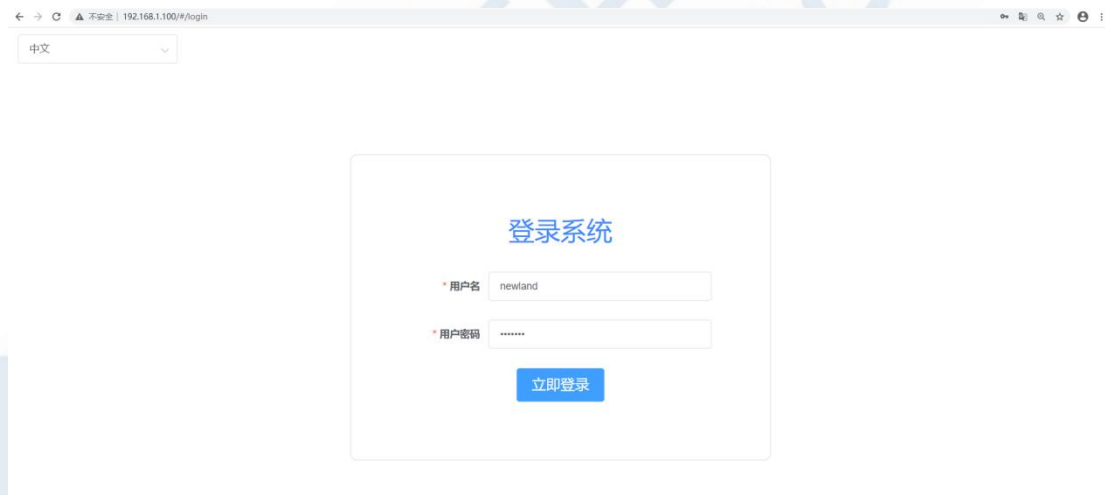 不安全 | 192.168.1.100/#/login
中文
登录系统
* 用户名 newland
* 用户密码 •••••••
立即登录